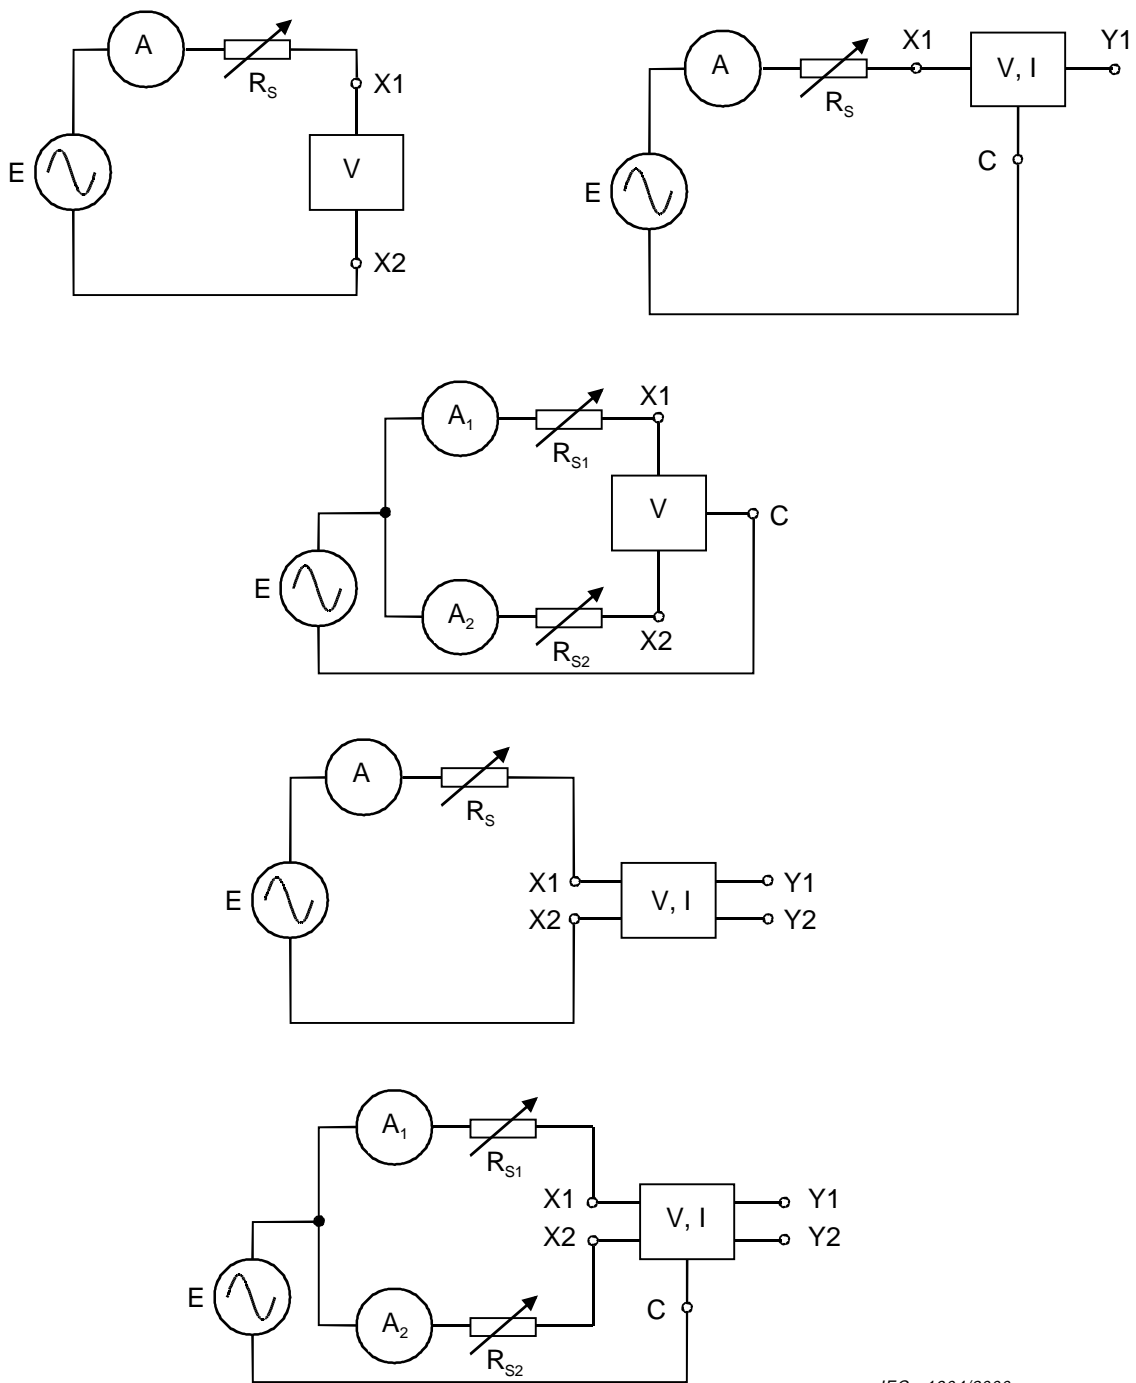 A
R_S
X1
E
V
X2
A
R_S
X1
V, I
Y1
C
E
A_1
R_S1
X1
V
C
E
A_2
R_S2
X2
A
R_S
E
X1
V, I
Y1
X2
Y2
A_1
R_S1
X1
V, I
Y1
X2
Y2
E
C
A_2
R_S2